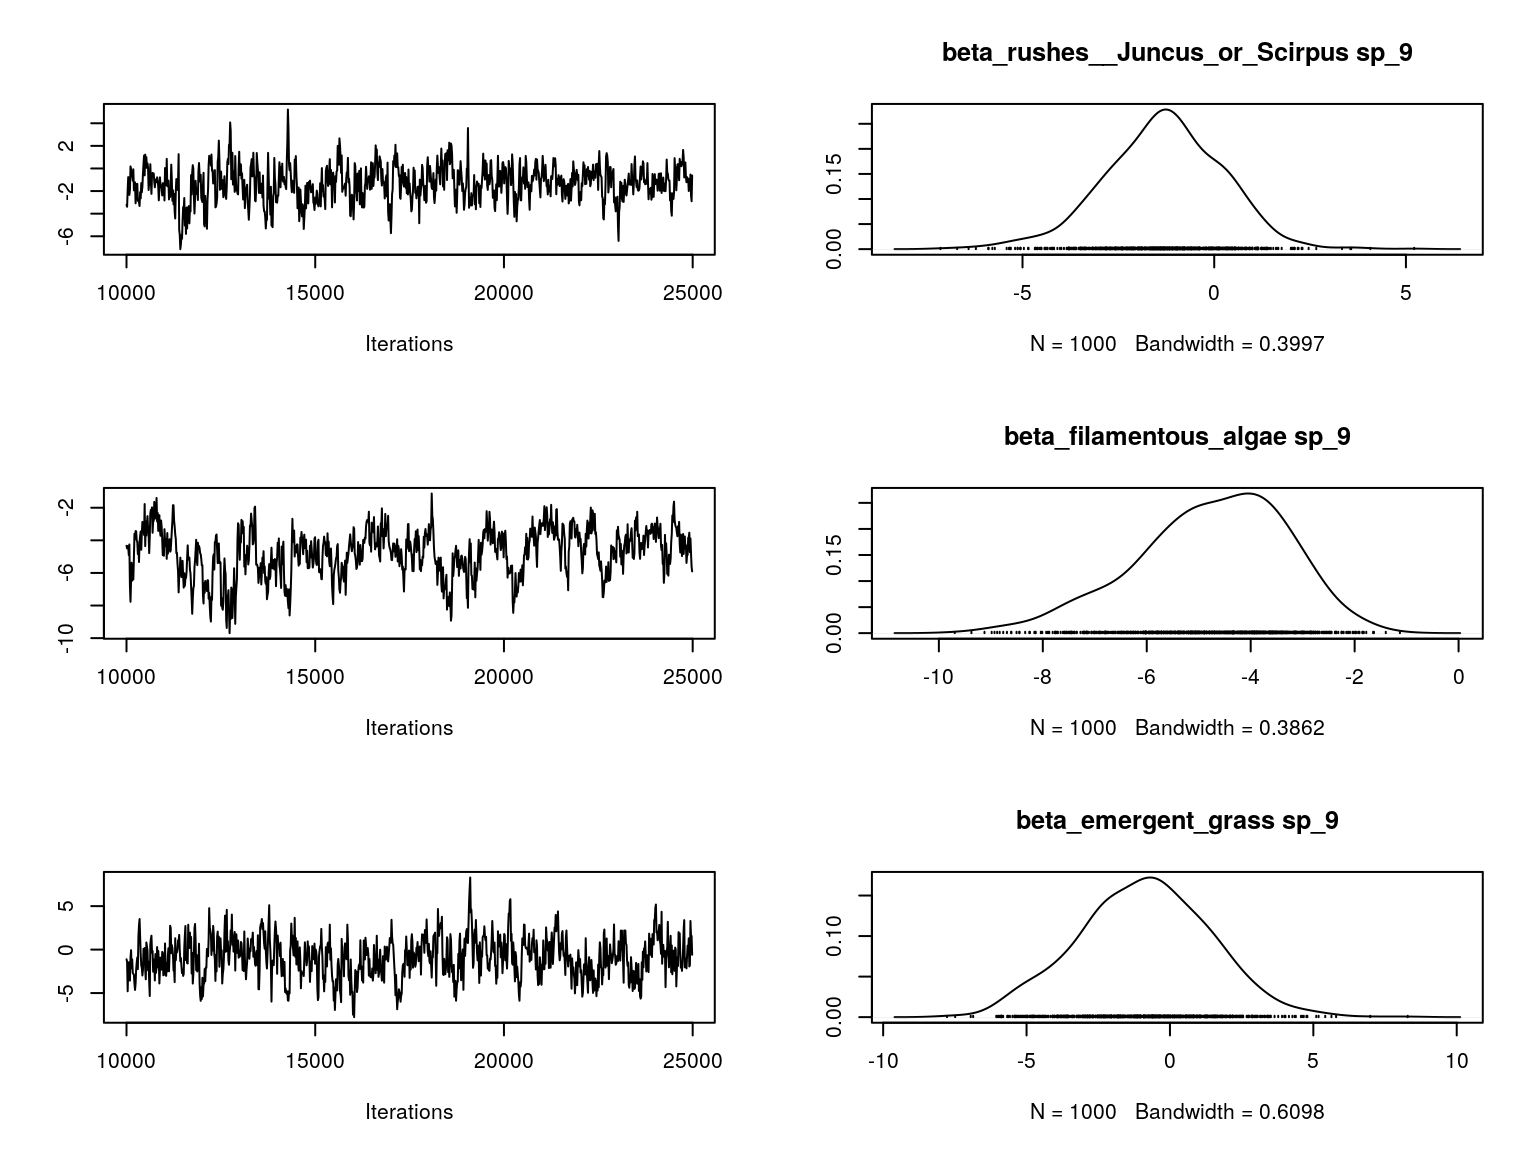 beta_rushes__Juncus_or_Scirpus sp_9
2
-2
-6
10000 15000 20000 25000
Iterations
0.15
0.00
-5 0 5
N = 1000 Bandwidth = 0.3997
beta_filamentous_algae sp_9
-2
-6
-10
10000 15000 20000 25000
Iterations
0.15
0.00
-10 -8 -6 -4 -2 0
N = 1000 Bandwidth = 0.3862
beta_emergent_grass sp_9
5
0
-5
10000 15000 20000 25000
Iterations
0.10
0.00
-10 -5 0 5 10
N = 1000 Bandwidth = 0.6098